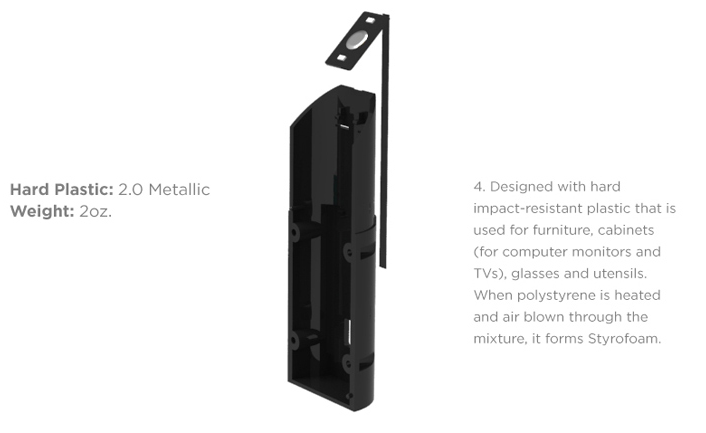 Hard Plastic: 2.0 Metallic
Weight: 2oz.
4. Designed with hard
impact-resistant plastic that is
used for furniture, cabinets
(for computer monitors and
TVs), glasses and utensils.
When polystyrene is heated
and air blown through the
mixture, it forms Styrofoam.